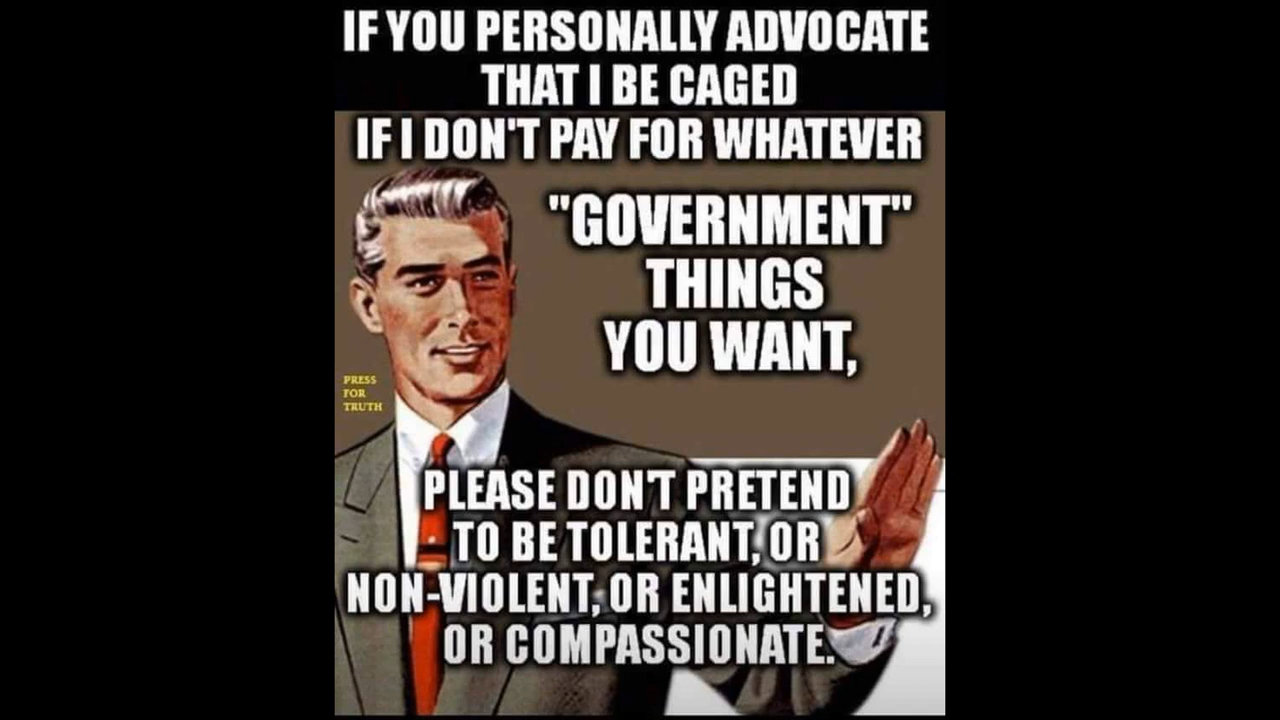 IF YOU PERSONALLY ADVOCATE
THAT I BE CAGED
IF I DON'T PAY FOR WHATEVER
"GOVERNMENT"
THINGS
YOU WANT,
PRESS
FOR
TRUTH
PLEASE DON'T PRETEND
TO BE TOLERANT, OR
NON-VIOLENT, OR ENLIGHTENED,
OR COMPASSIONATE.